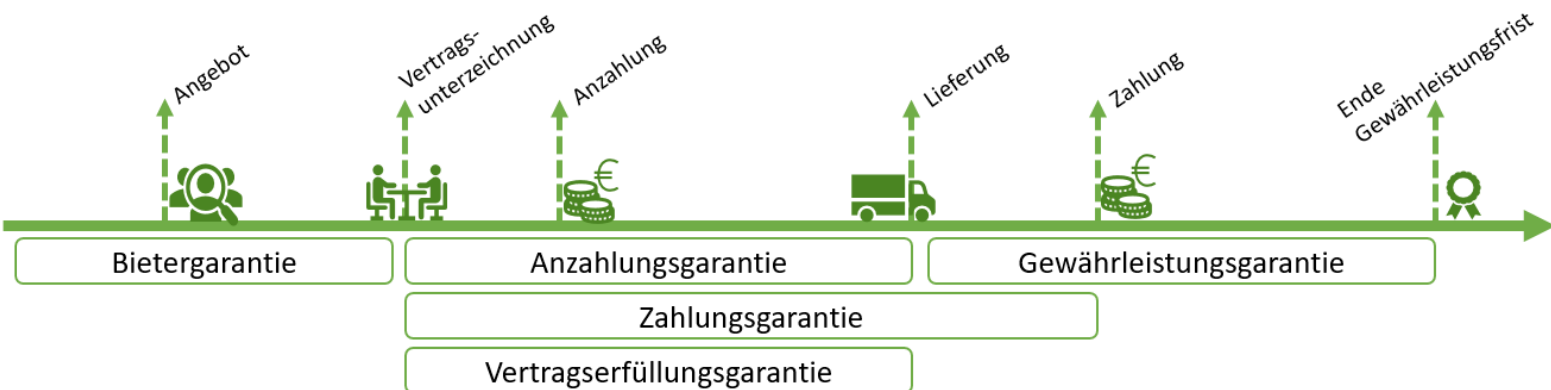 Angebot
Vertrags-
unterzeichnung
Anzahlung
Lieferung
Zahlung
Ende
Gewährleistungsfrist
€
€
Bietergarantie
Anzahlungsgarantie
Gewährleistungsgarantie
Zahlungsgarantie
Vertragserfüllungsgarantie